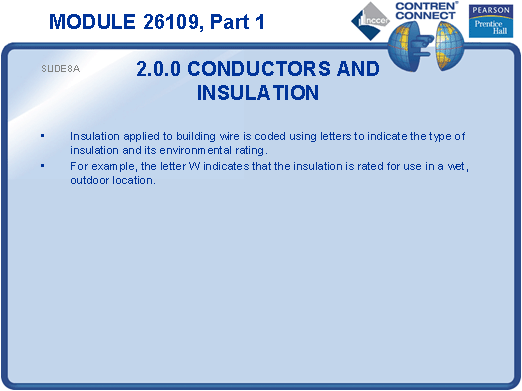 MODULE 26109, Part 1
nccer
CONTREN®
CONNECT
PEARSON
Prentice
Hall
SLIDE 8A
2.0.0 CONDUCTORS AND
INSULATION
• Insulation applied to building wire is coded using letters to indicate the type of
insulation and its environmental rating.
• For example, the letter W indicates that the insulation is rated for use in a wet,
outdoor location.